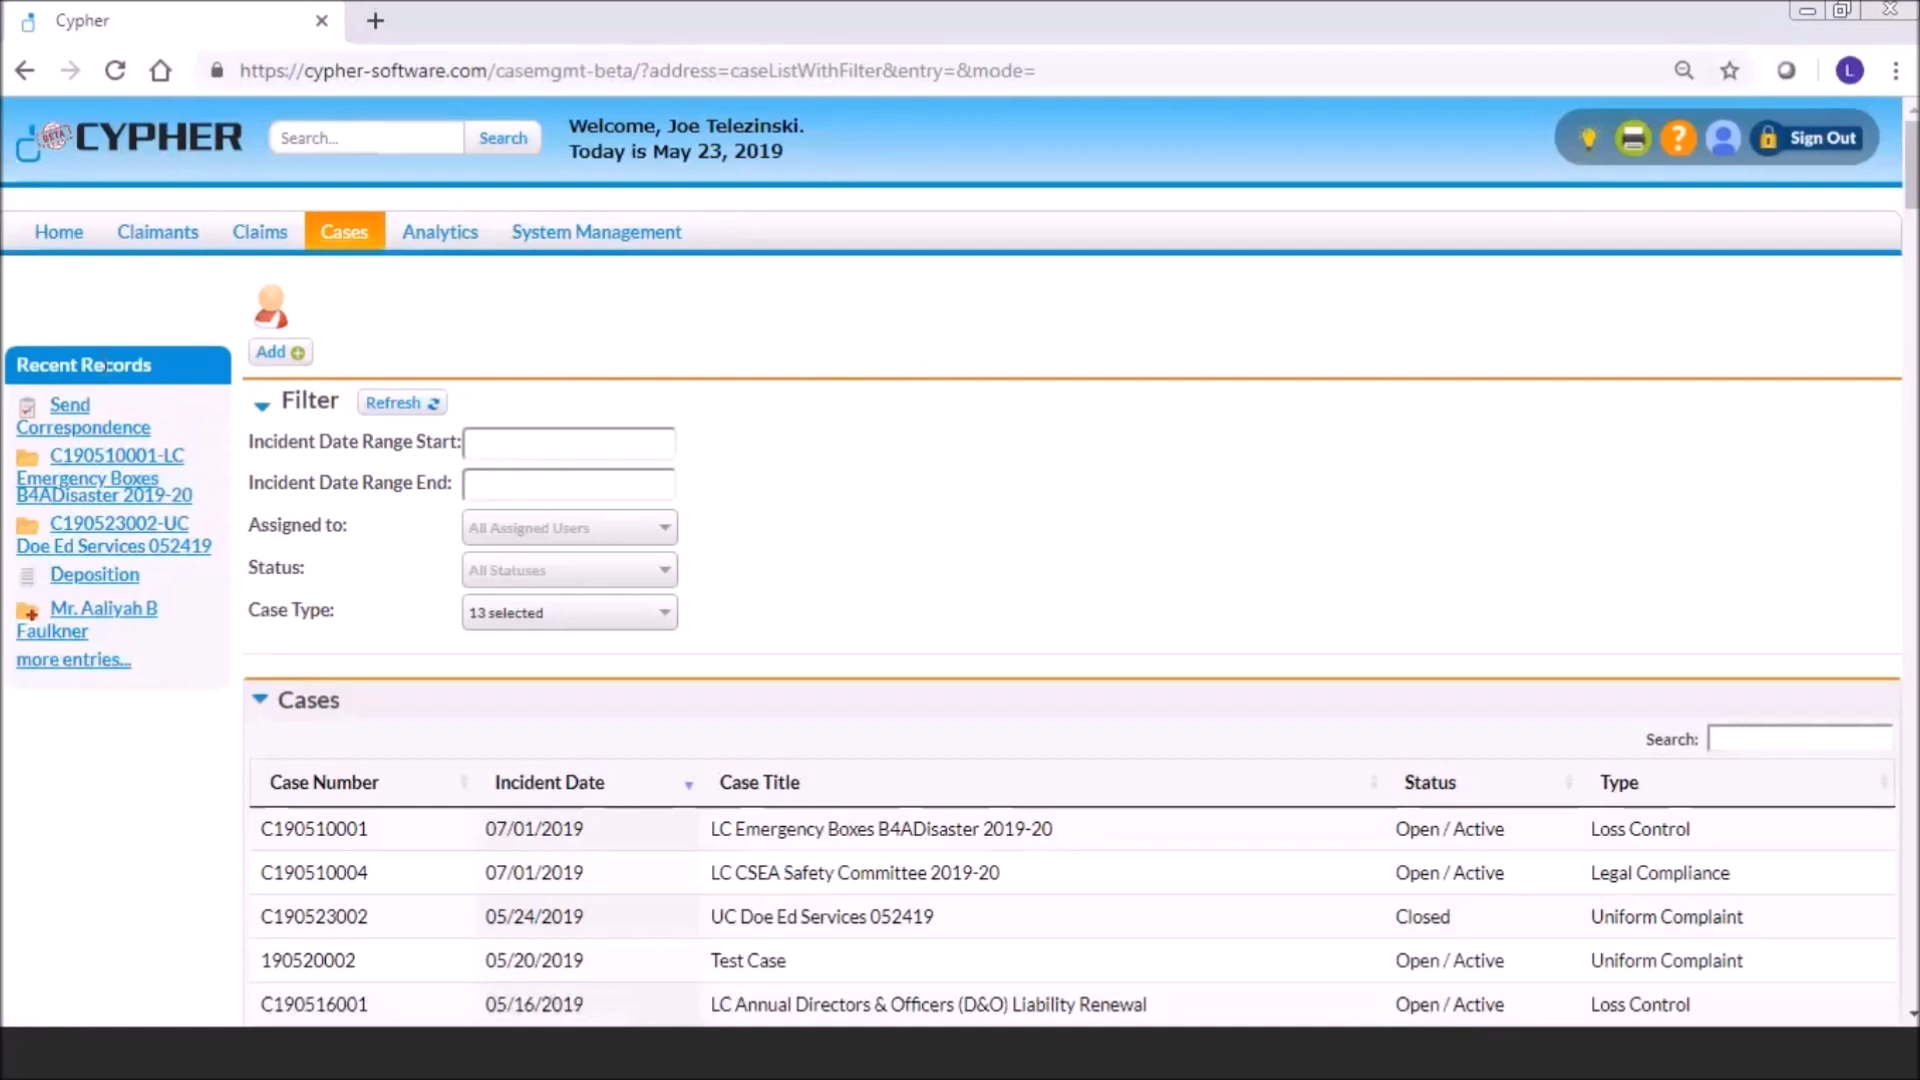 Cypher
https://cypher-software.com/casemgmt-beta/?address=caseListWithFilter&entry=&mode=
L
BETA
CYPHER
Search...
Search
Welcome, Joe Telezinski.
Today is May 23, 2019
?
Sign Out
Home
Claimants
Claims
Cases
Analytics
System Management
Add
Recent Records
Send
Correspondence
C190510001-LC
Emergency Boxes
B4ADisaster 2019-20
C190523002-UC
Doe Ed Services 052419
Deposition
Mr. Aaliyah B
Faulkner
more entries...
Filter
Refresh
Incident Date Range Start:
Incident Date Range End:
Assigned to:
All Assigned Users
Status:
All Statuses
Case Type:
13 selected
Cases
Search:
Case Number Incident Date Case Title Status Type
C190510001 07/01/2019 LC Emergency Boxes B4ADisaster 2019-20 Open / Active Loss Control
C190510004 07/01/2019 LC CSEA Safety Committee 2019-20 Open / Active Legal Compliance
C190523002 05/24/2019 UC Doe Ed Services 052419 Closed Uniform Complaint
190520002 05/20/2019 Test Case Open / Active Uniform Complaint
C190516001 05/16/2019 LC Annual Directors & Officers (D&O) Liability Renewal Open / Active Loss Control